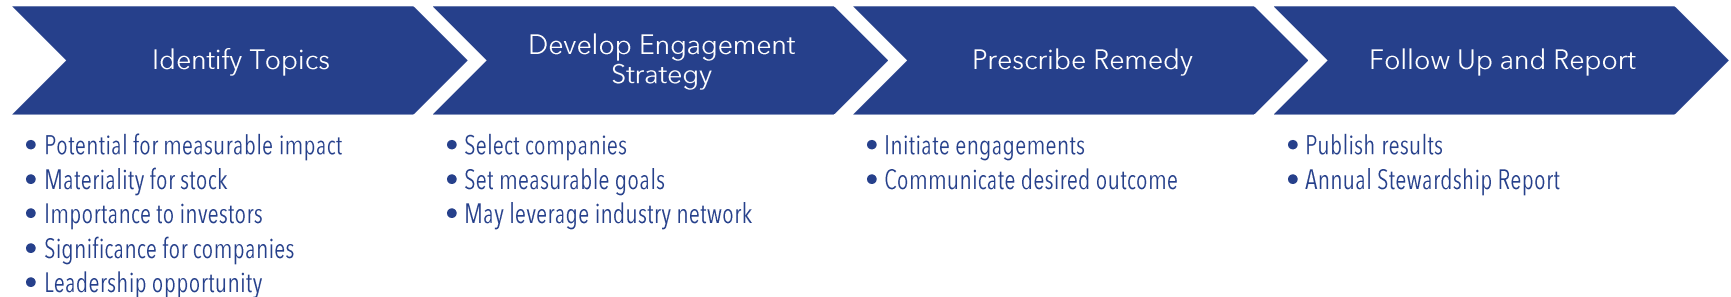 Identify Topics
• Potential for measurable impact
• Materiality for stock
• Importance to investors
• Significance for companies
• Leadership opportunity
Develop Engagement
Strategy
• Select companies
• Set measurable goals
• May leverage industry network
Prescribe Remedy
• Initiate engagements
• Communicate desired outcome
Follow Up and Report
• Publish results
• Annual Stewardship Report